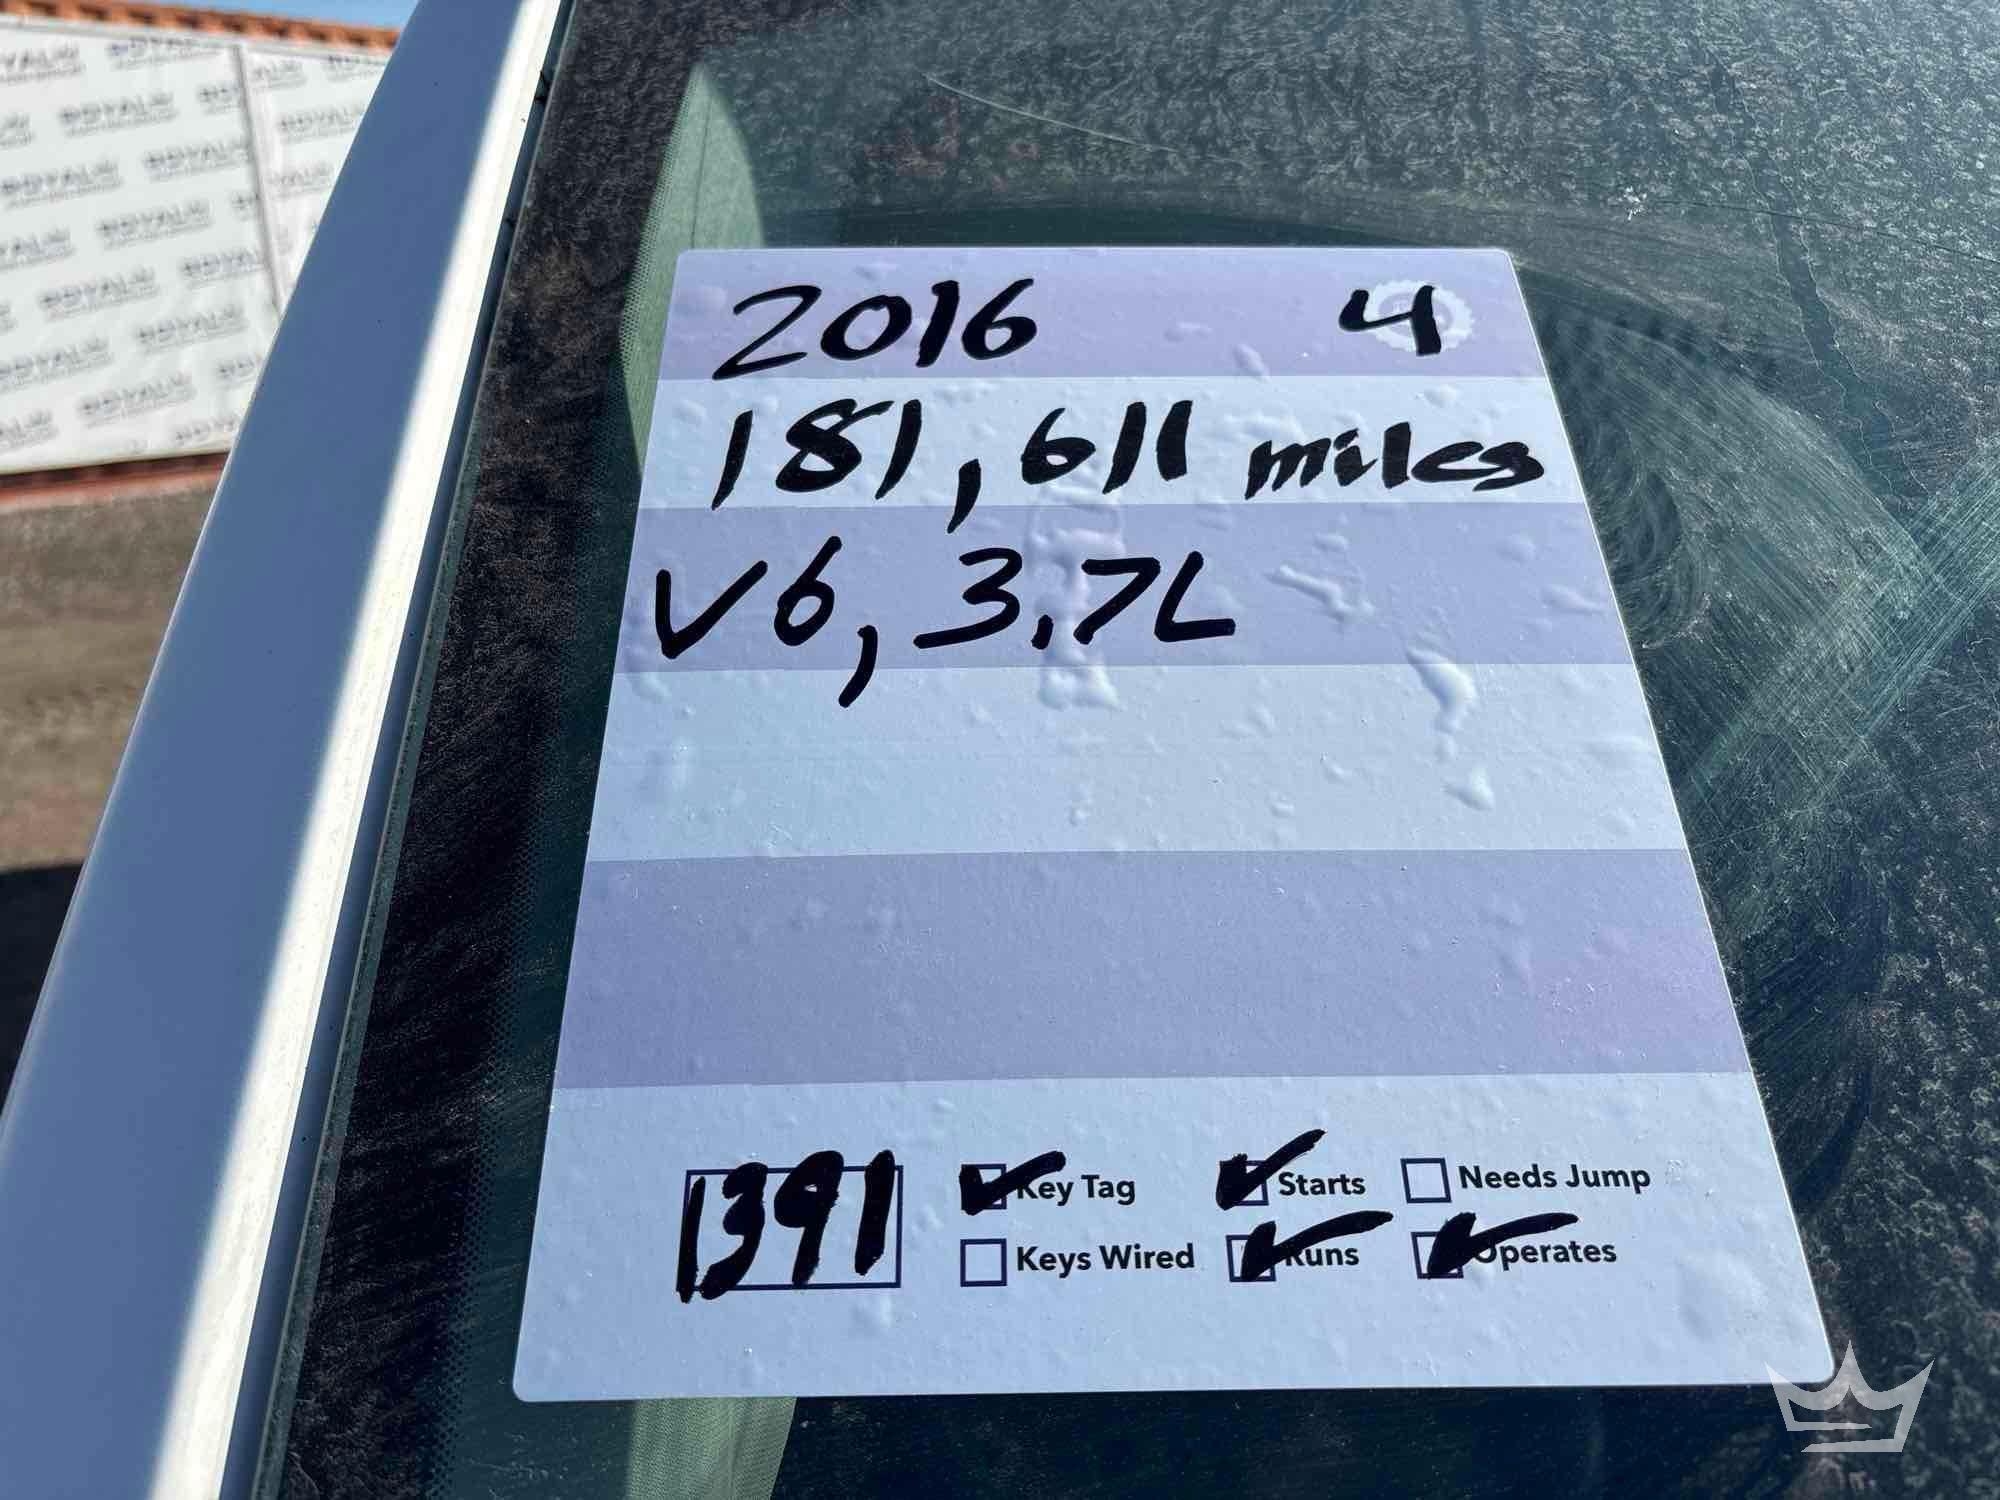 2016 4
181,611 miles
V6, 3.7L
1391
Key Tag Starts Needs Jump
Keys Wired Runs Operates